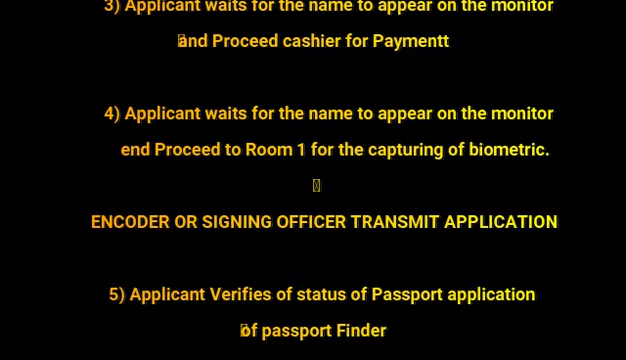 3) Applicant waits for the name to appear on the monitor
and Proceed cashier for Paymentt
4) Applicant waits for the name to appear on the monitor
end Proceed to Room 1 for the capturing of biometric.
ENCODER OR SIGNING OFFICER TRANSMIT APPLICATION
5) Applicant Verifies of status of Passport application
of passport Finder